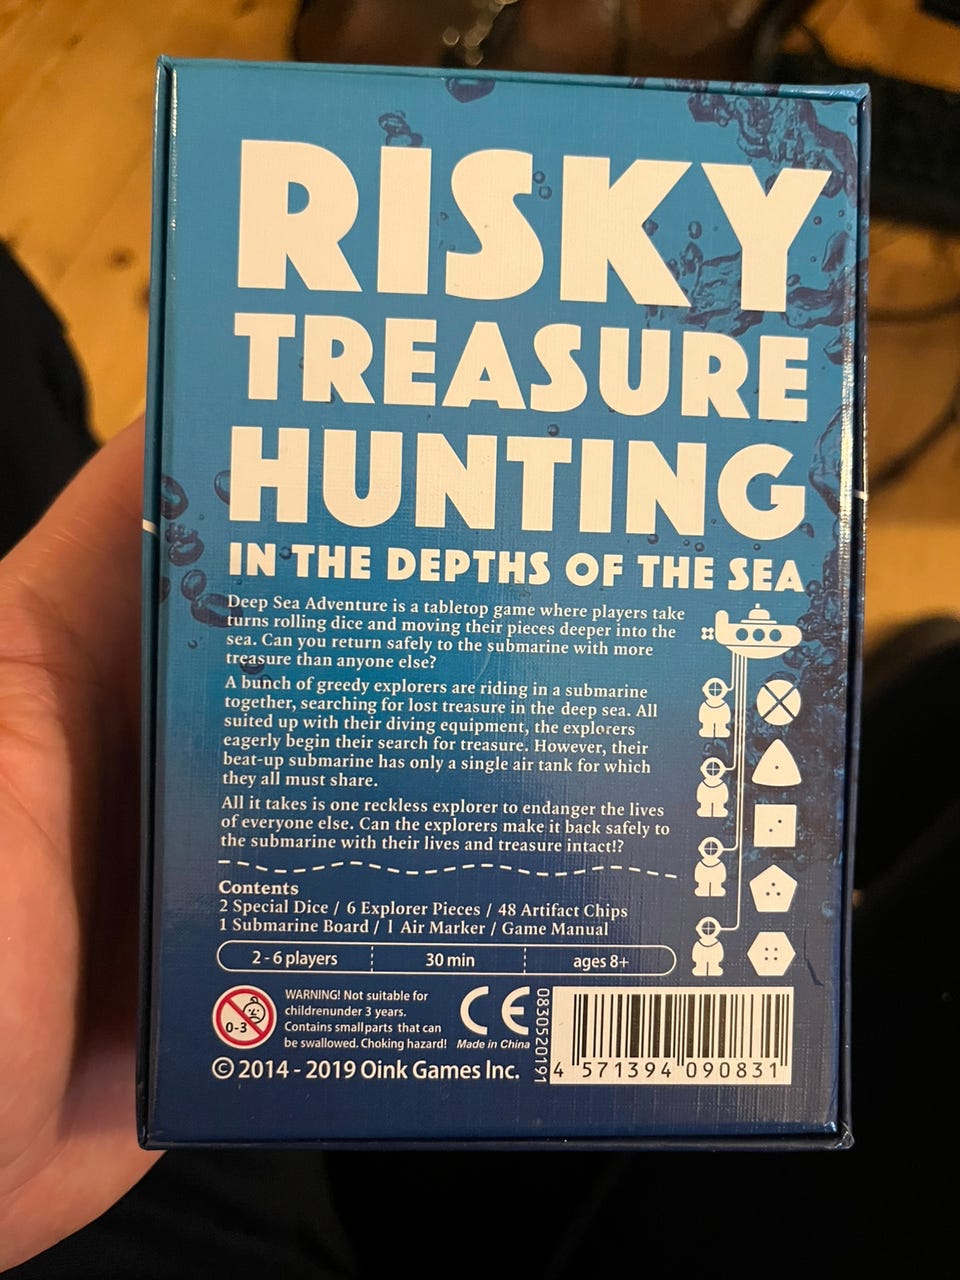 RISKY
TREASURE
HUNTING
IN THE DEPTHS OF THE SEA
Deep Sea Adventure is a tabletop game where players take
turns rolling dice and moving their pieces deeper into the
sea. Can you return safely to the submarine with more
treasure than anyone else?
A bunch of greedy explorers are riding in a submarine
together, searching for lost treasure in the deep sea. All
suited up with their diving equipment, the explorers
eagerly begin their search for treasure. However, their
beat-up submarine has only a single air tank for which
they all must share.
All it takes is one reckless explorer to endanger the lives
of everyone else. Can the explorers make it back safely to
the submarine with their lives and treasure intact!?
Contents
2 Special Dice / 6 Explorer Pieces / 48 Artifact Chips
1 Submarine Board / 1 Air Marker / Game Manual
2 - 6 players 30 min ages 8+
0-3
WARNING! Not suitable for
childrenunder 3 years.
Contains smallparts that can
be swallowed. Choking hazard!
CE
Made in China
0830520191
4 571394 090831
© 2014 - 2019 Oink Games Inc.